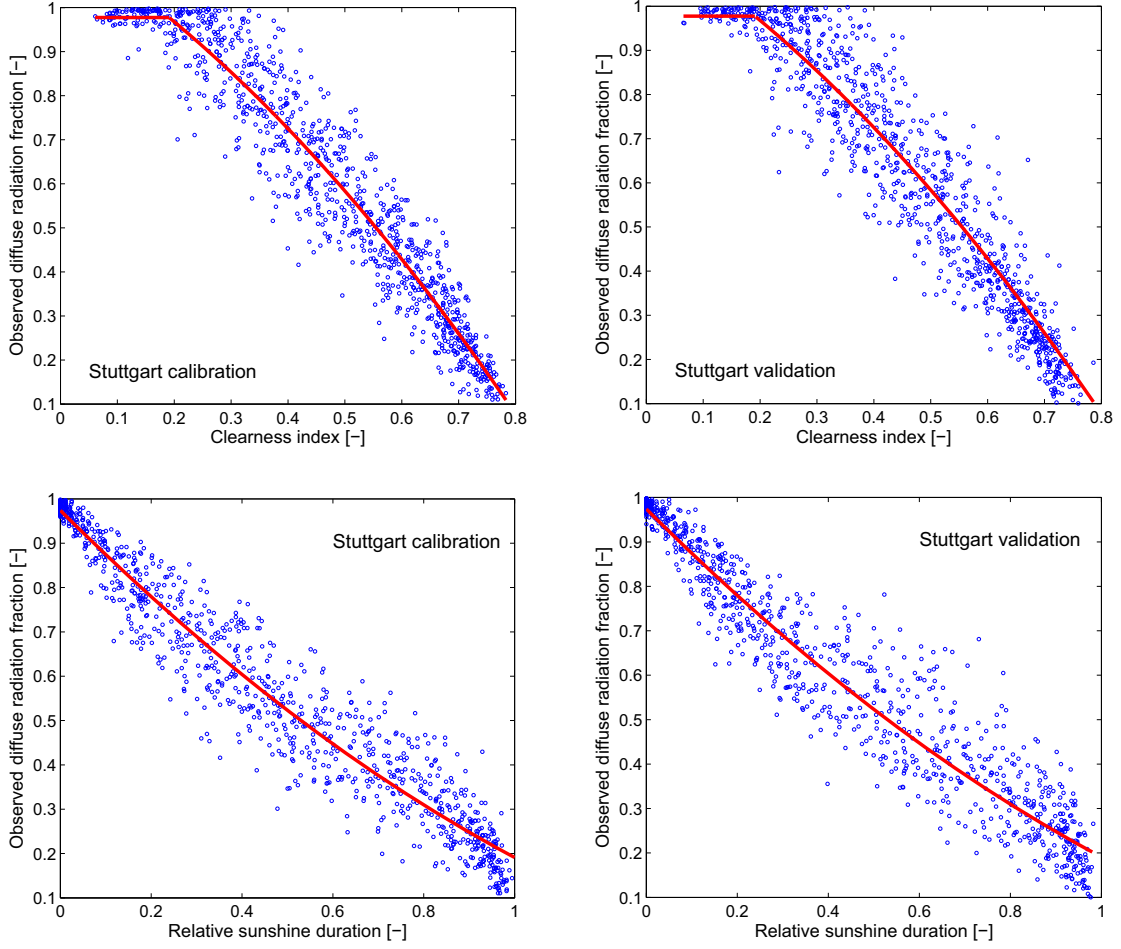 1
0.9
0.8
0.7
0.6
0.5
0.4
0.3
0.2
0.1
Observed diffuse radiation fraction [−]
Stuttgart calibration
0 0.1 0.2 0.3 0.4 0.5 0.6 0.7 0.8
Clearness index [−]
1
0.9
0.8
0.7
0.6
0.5
0.4
0.3
0.2
0.1
Observed diffuse radiation fraction [−]
Stuttgart validation
0 0.1 0.2 0.3 0.4 0.5 0.6 0.7 0.8
Clearness index [−]
1
0.9
0.8
0.7
0.6
0.5
0.4
0.3
0.2
0.1
Observed diffuse radiation fraction [−]
Stuttgart calibration
0 0.2 0.4 0.6 0.8 1
Relative sunshine duration [−]
1
0.9
0.8
0.7
0.6
0.5
0.4
0.3
0.2
0.1
Observed diffuse radiation fraction [−]
Stuttgart validation
0 0.2 0.4 0.6 0.8 1
Relative sunshine duration [−]